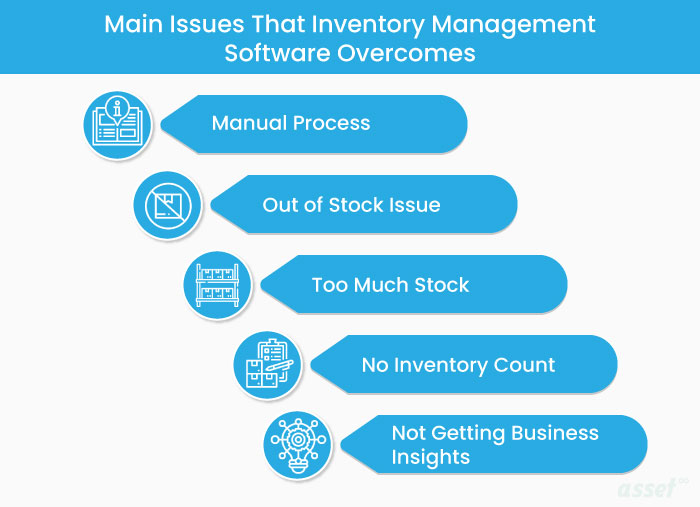 Main Issues That Inventory Management
Software Overcomes
i
Manual Process
Out of Stock Issue
Too Much Stock
No Inventory Count
Not Getting Business
Insights
asset